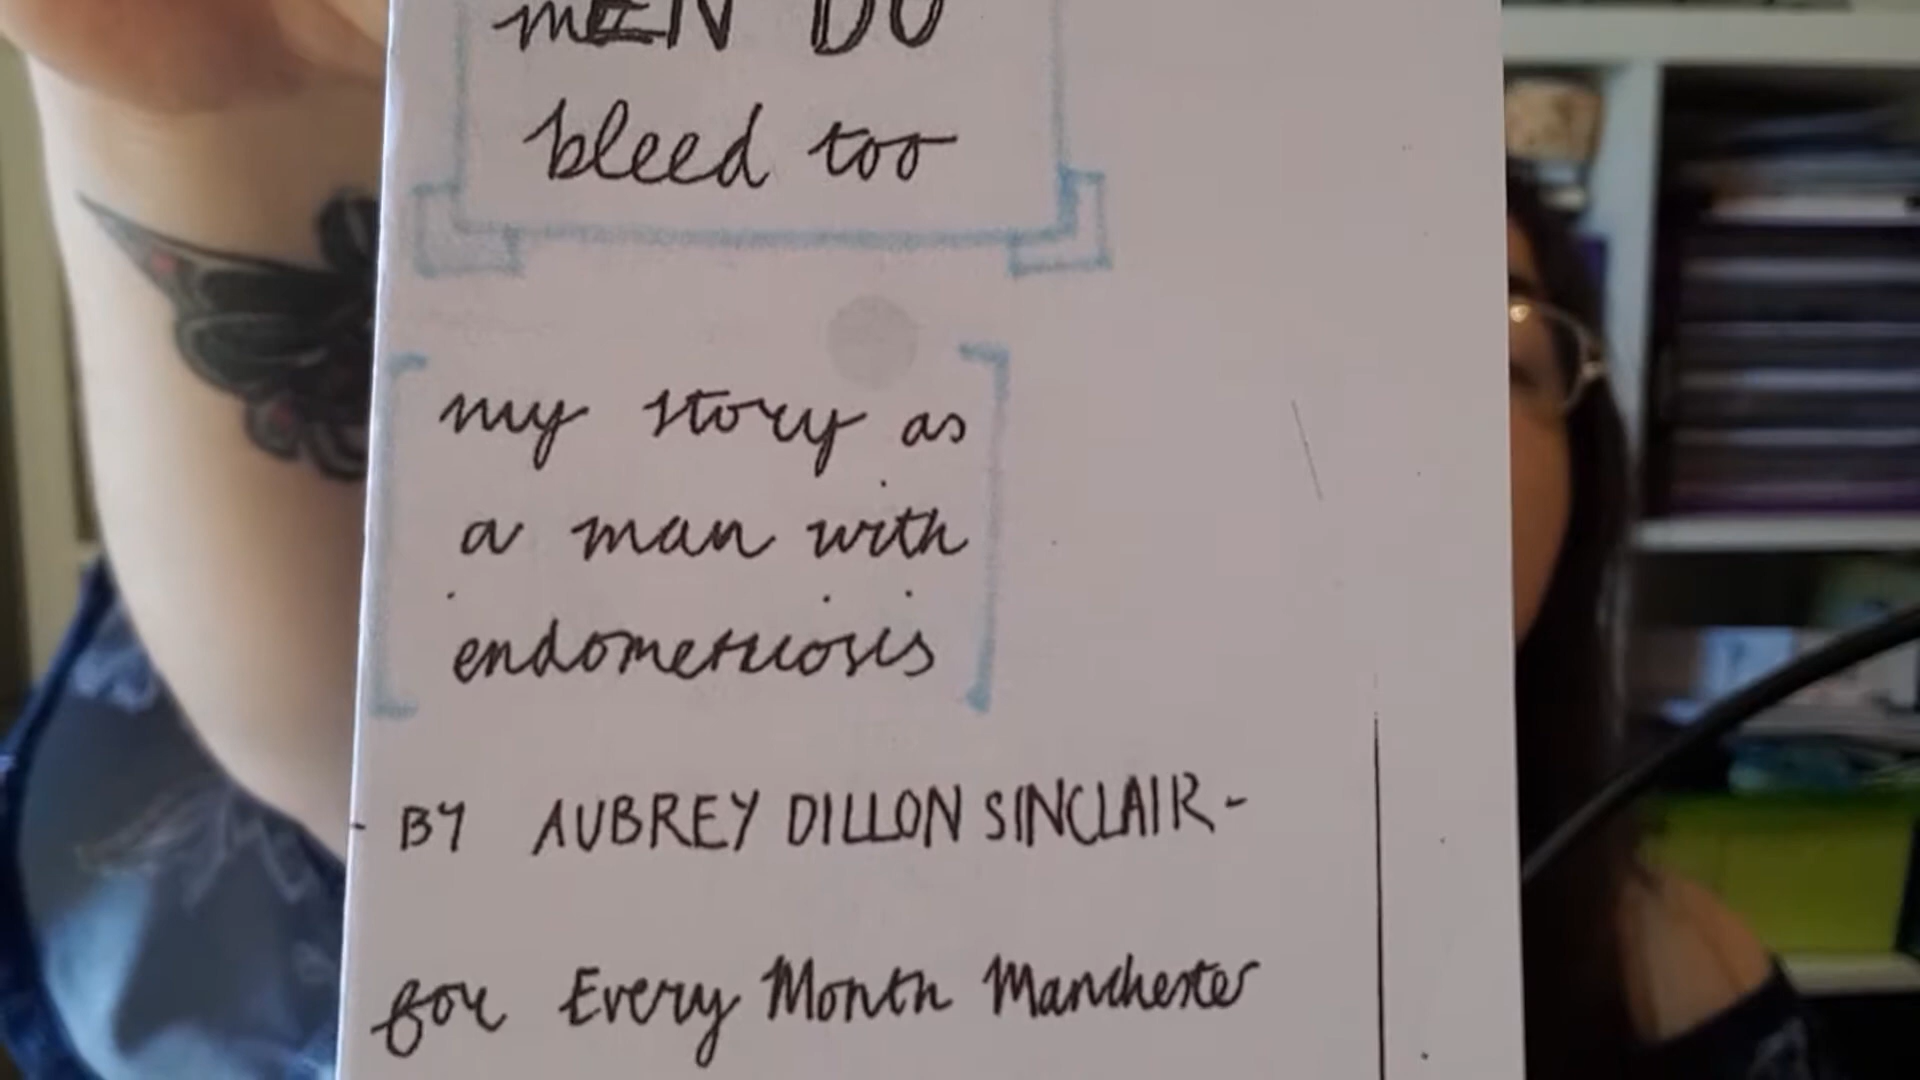 mEN DO
bleed too
my story as
a man with
endometriosis
- BY AUBREY DILLON SINCLAIR -
for Every Month Manchester